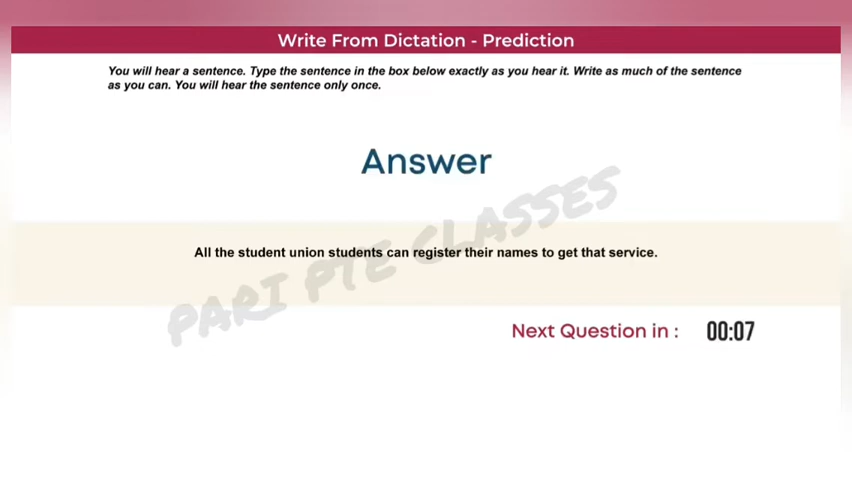 Write From Dictation - Prediction
You will hear a sentence. Type the sentence in the box below exactly as you hear it. Write as much of the sentence
as you can. You will hear the sentence only once.
Answer
PARI PTE CLASSES
All the student union students can register their names to get that service.
Next Question in : 00:07